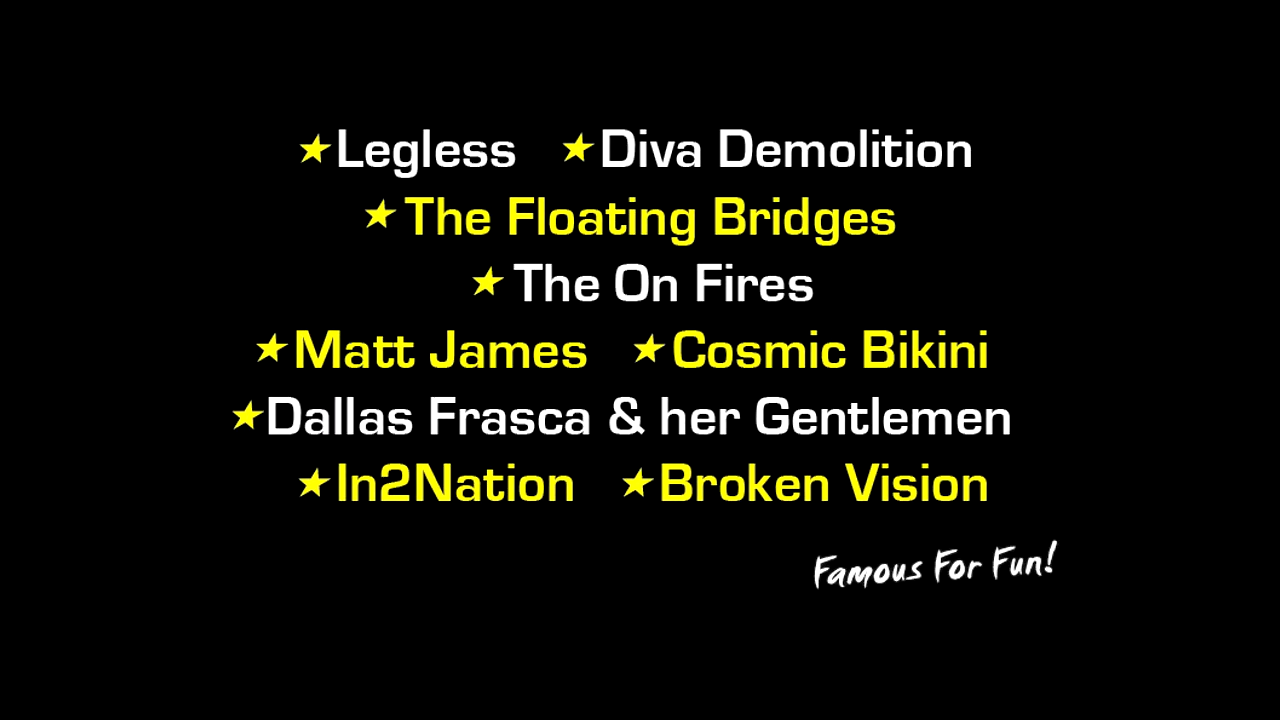 ★Legless ★Diva Demolition
★The Floating Bridges
★The On Fires
★Matt James ★Cosmic Bikini
★Dallas Frasca & her Gentlemen
★In2Nation ★Broken Vision
Famous For Fun!